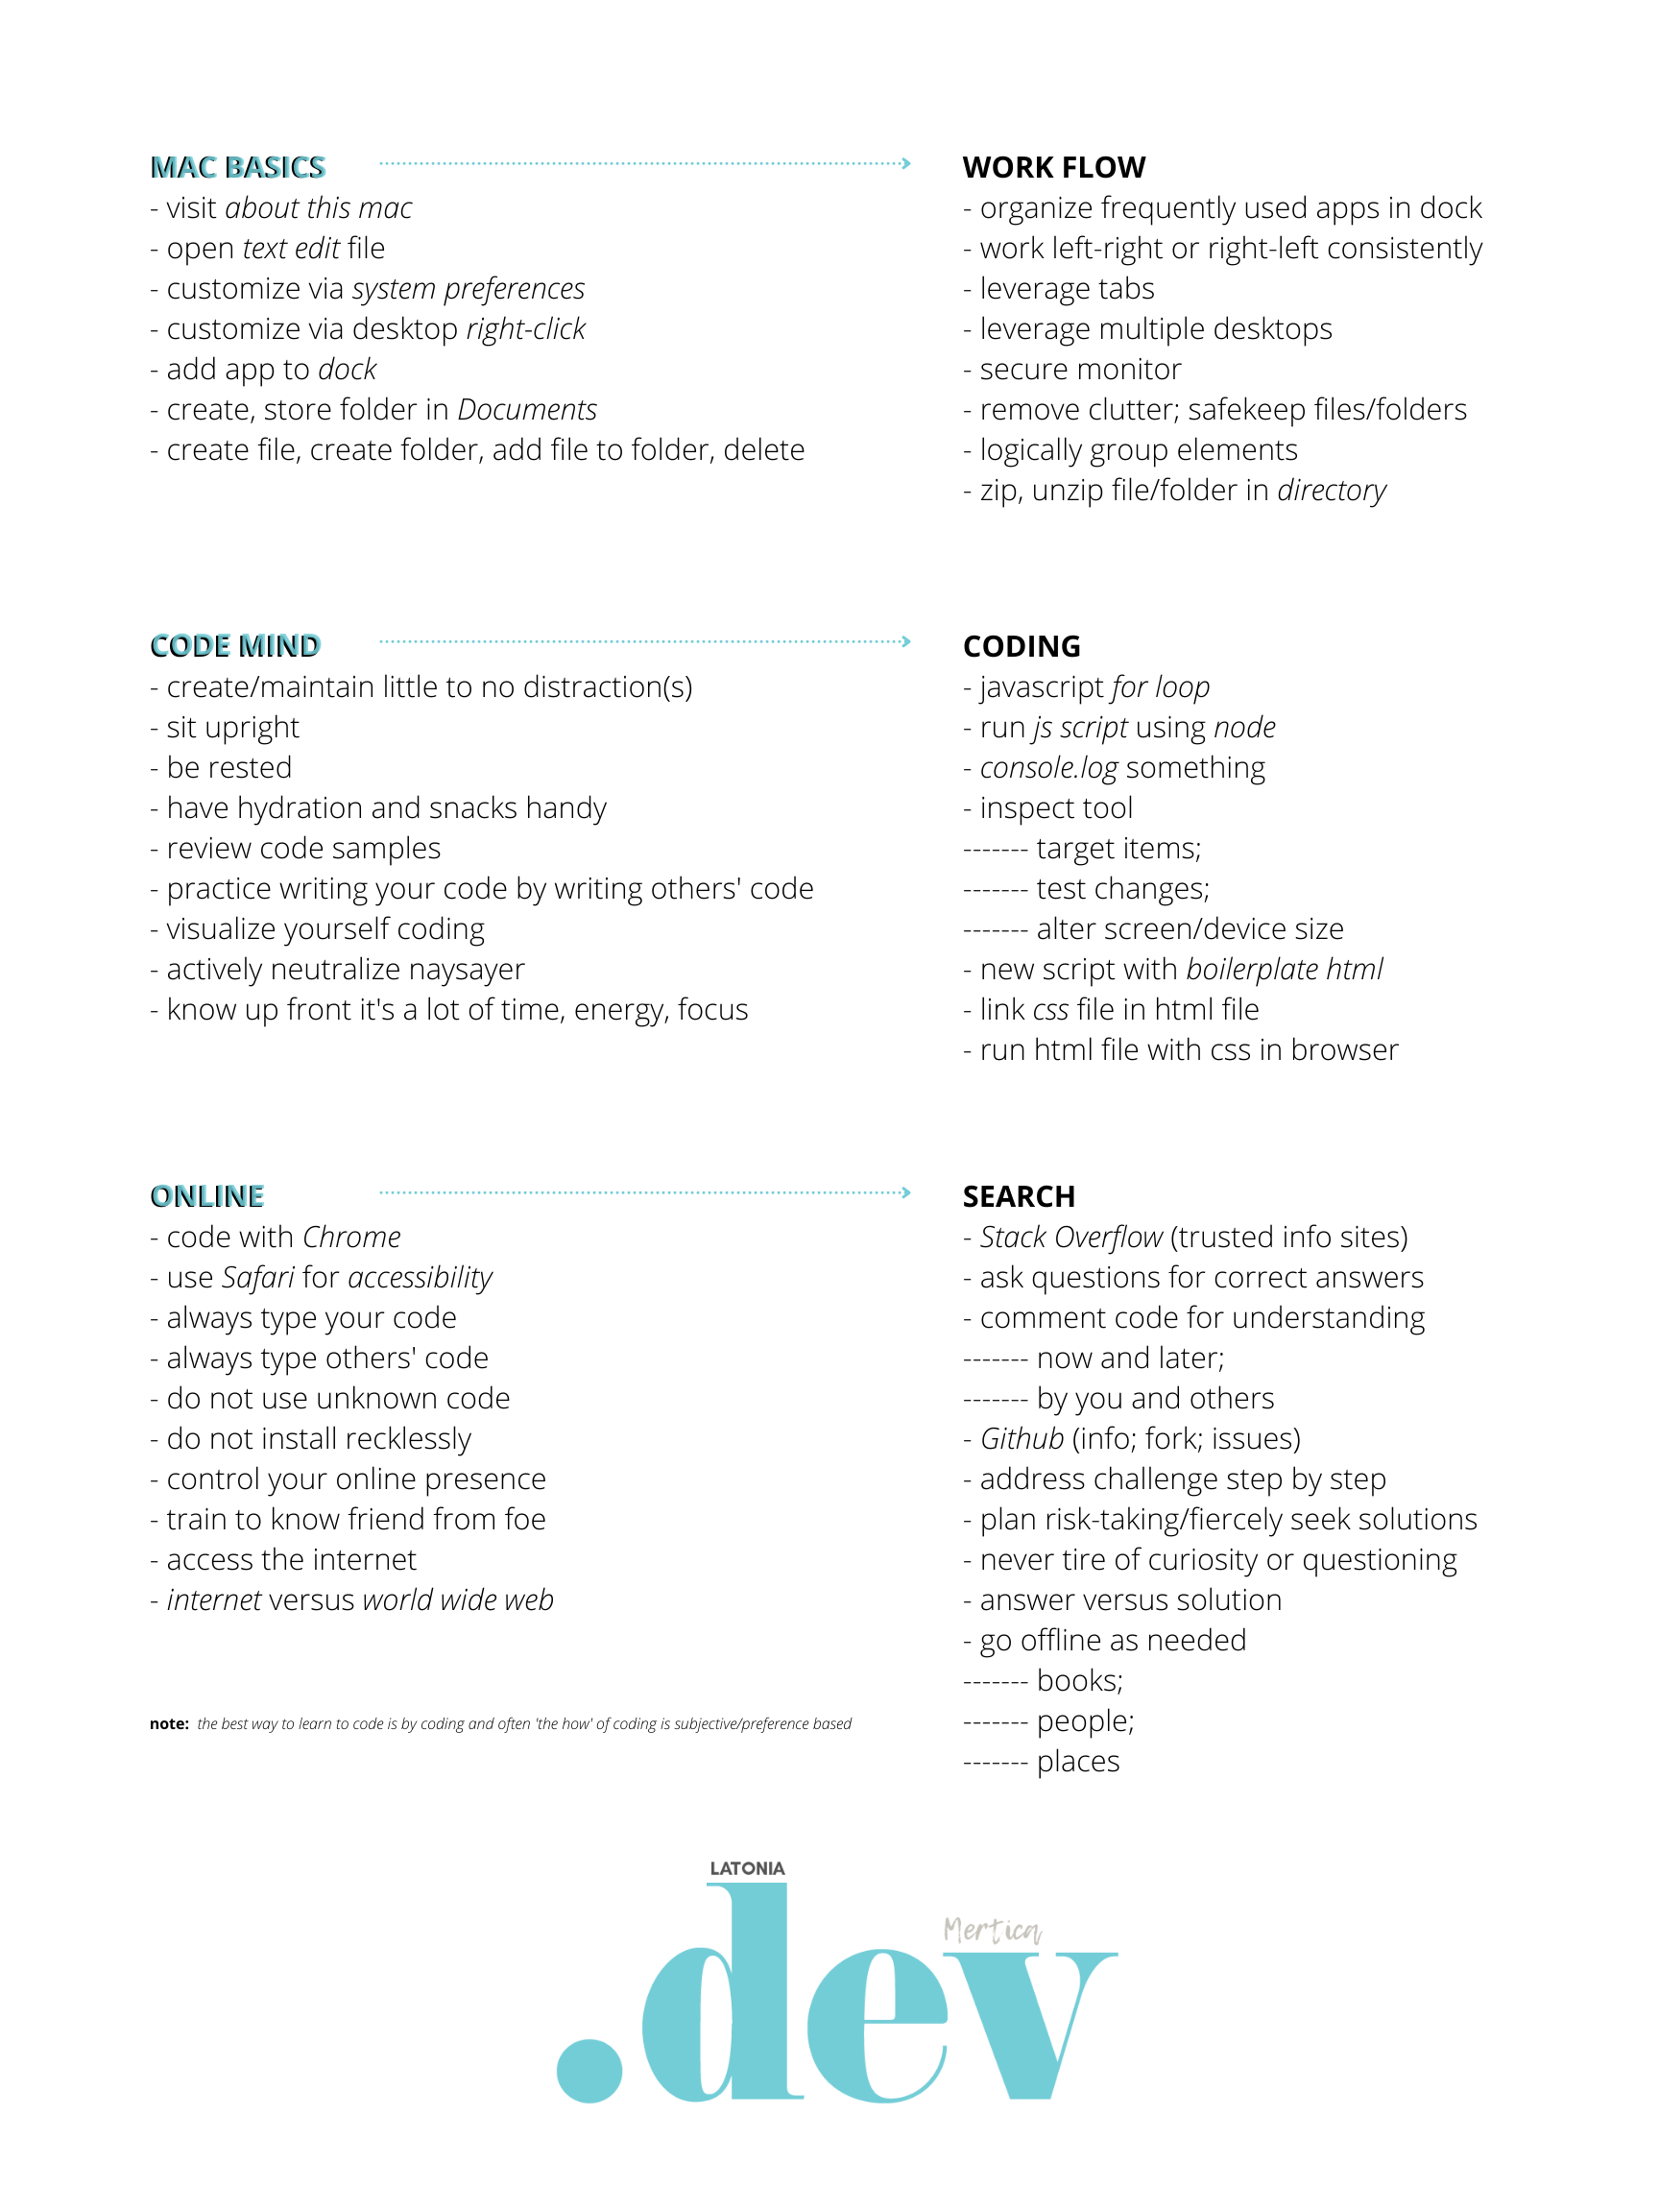 MAC BASICS
- visit about this mac
- open text edit file
- customize via system preferences
- customize via desktop right-click
- add app to dock
- create, store folder in Documents
- create file, create folder, add file to folder, delete
WORK FLOW
- organize frequently used apps in dock
- work left-right or right-left consistently
- leverage tabs
- leverage multiple desktops
- secure monitor
- remove clutter; safekeep files/folders
- logically group elements
- zip, unzip file/folder in directory
CODE MIND
- create/maintain little to no distraction(s)
- sit upright
- be rested
- have hydration and snacks handy
- review code samples
- practice writing your code by writing others' code
- visualize yourself coding
- actively neutralize naysayer
- know up front it's a lot of time, energy, focus
CODING
- javascript for loop
- run js script using node
- console.log something
- inspect tool
------- target items;
------- test changes;
------- alter screen/device size
- new script with boilerplate html
- link css file in html file
- run html file with css in browser
ONLINE
- code with Chrome
- use Safari for accessibility
- always type your code
- always type others' code
- do not use unknown code
- do not install recklessly
- control your online presence
- train to know friend from foe
- access the internet
- internet versus world wide web
note: the best way to learn to code is by coding and often 'the how' of coding is subjective/preference based
SEARCH
- Stack Overflow (trusted info sites)
- ask questions for correct answers
- comment code for understanding
------- now and later;
------- by you and others
- Github (info; fork; issues)
- address challenge step by step
- plan risk-taking/fiercely seek solutions
- never tire of curiosity or questioning
- answer versus solution
- go offline as needed
------- books;
------- people;
------- places
LATONIA
Mertica
.dev